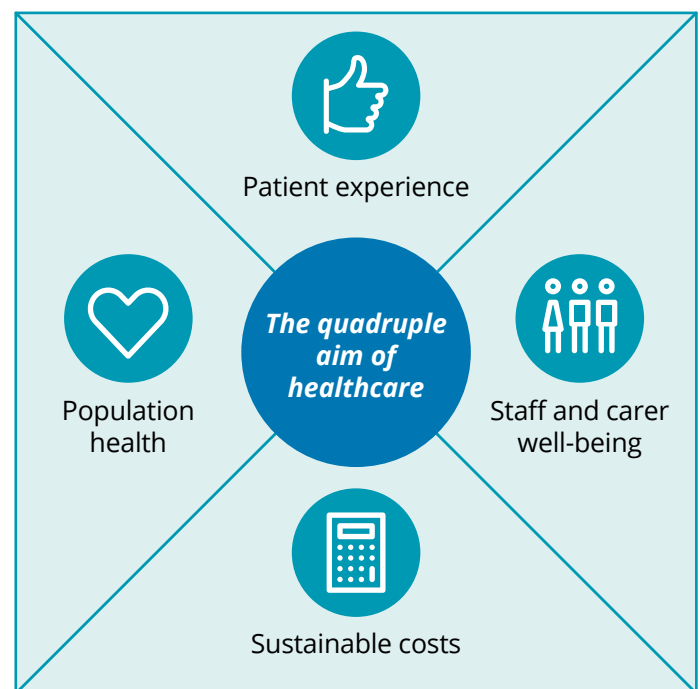 Patient experience
The quadruple
aim of
healthcare
Population
health
Staff and carer
well-being
Sustainable costs